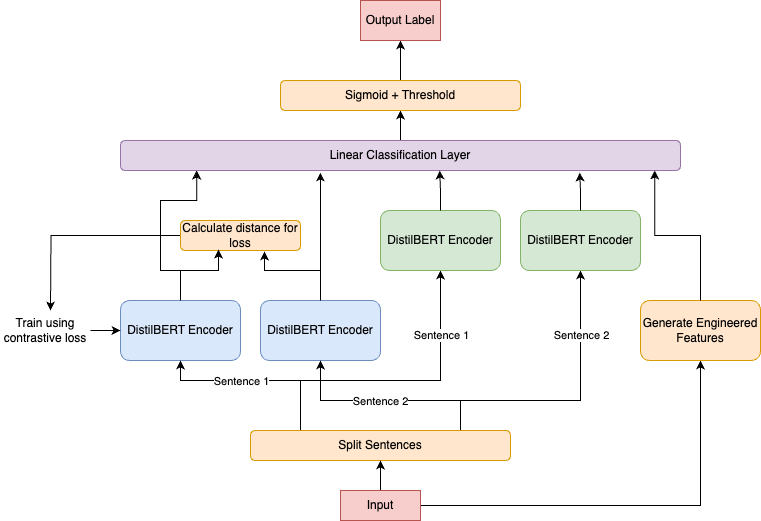 Output Label
Sigmoid + Threshold
Linear Classification Layer
Calculate distance for
loss
DistilBERT Encoder
DistilBERT Encoder
Train using
contrastive loss
DistilBERT Encoder
DistilBERT Encoder
Generate Engineered
Features
Sentence 1
Sentence 2
Sentence 1
Sentence 2
Split Sentences
Input